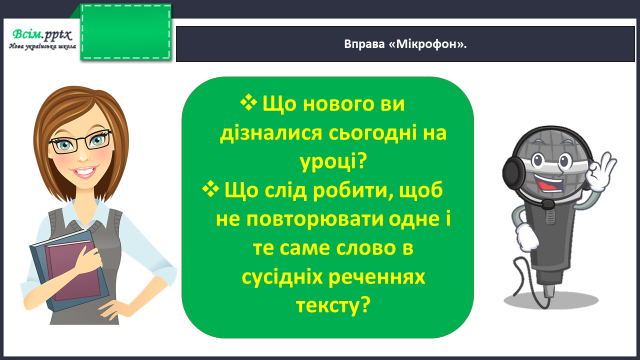 Всім.pptx
Нова українська школа
Вправа «Мікрофон».
❖ Що нового ви
дізналися сьогодні на
уроці?
❖ Що слід робити, щоб
не повторювати одне і
те саме слово в
сусідніх реченнях
тексту?